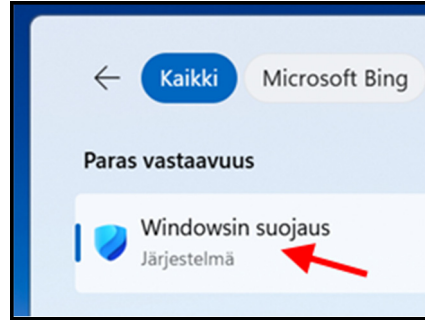 Kaikki Microsoft Bing
Paras vastaavuus
Windowsin suojaus
Järjestelmä